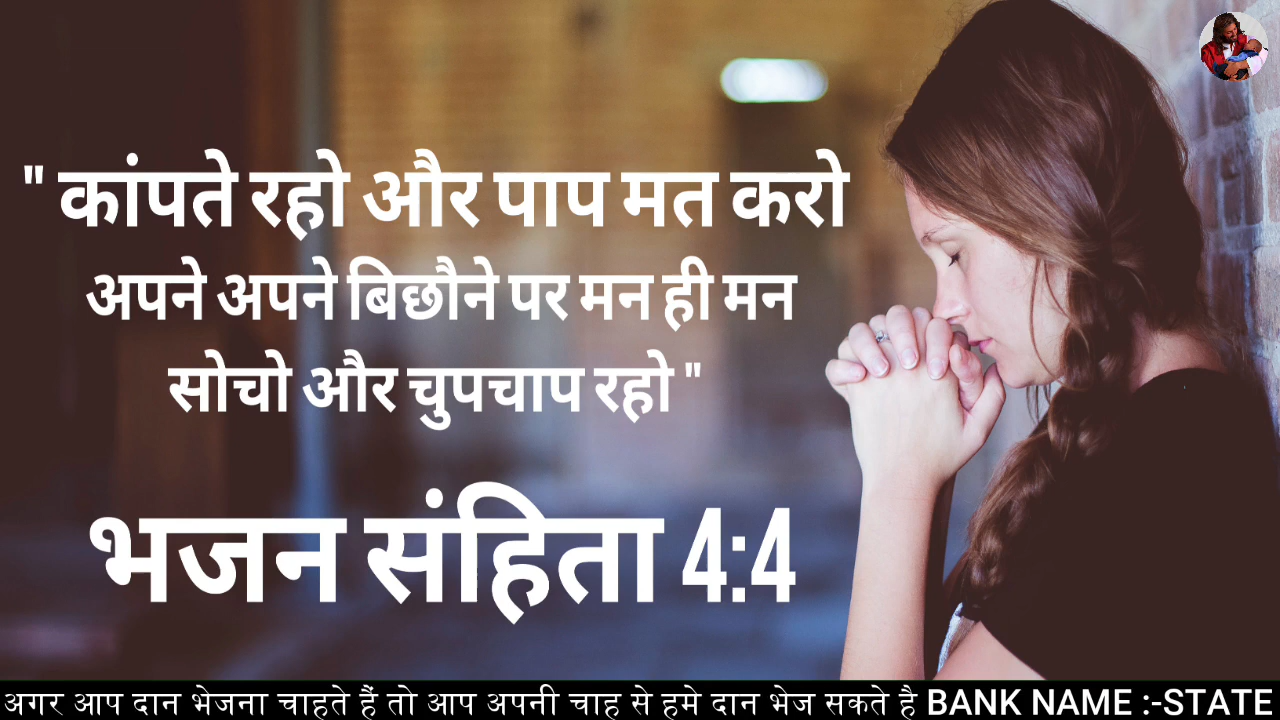 " कांपते रहो और पाप मत करो
अपने अपने बिछौने पर मन ही मन
सोचो और चुपचाप रहो "
भजन संहिता 4:4
अगर आप दान भेजना चाहते हैं तो आप अपनी चाह से हमे दान भेज सकते है BANK NAME :-STATE